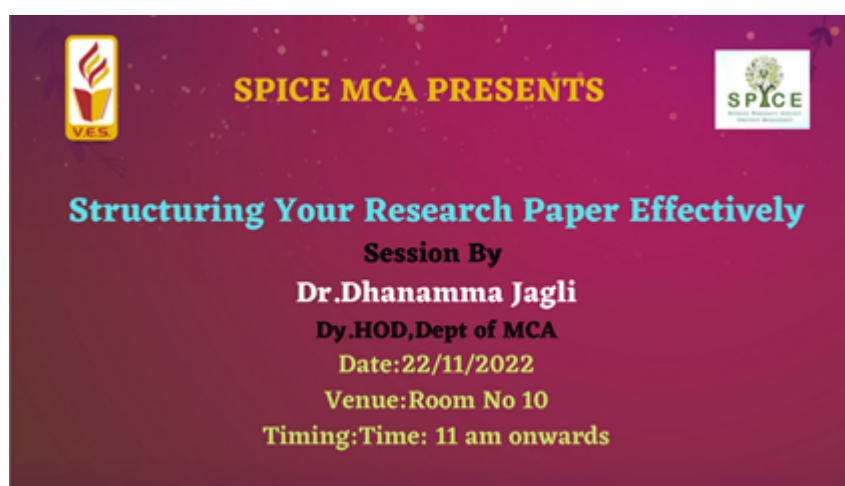 V.E.S.
SPICE MCA PRESENTS
SPICE
Structuring Your Research Paper Effectively
Session By
Dr.Dhanamma Jagli
Dy.HOD,Dept of MCA
Date:22/11/2022
Venue:Room No 10
Timing:Time: 11 am onwards